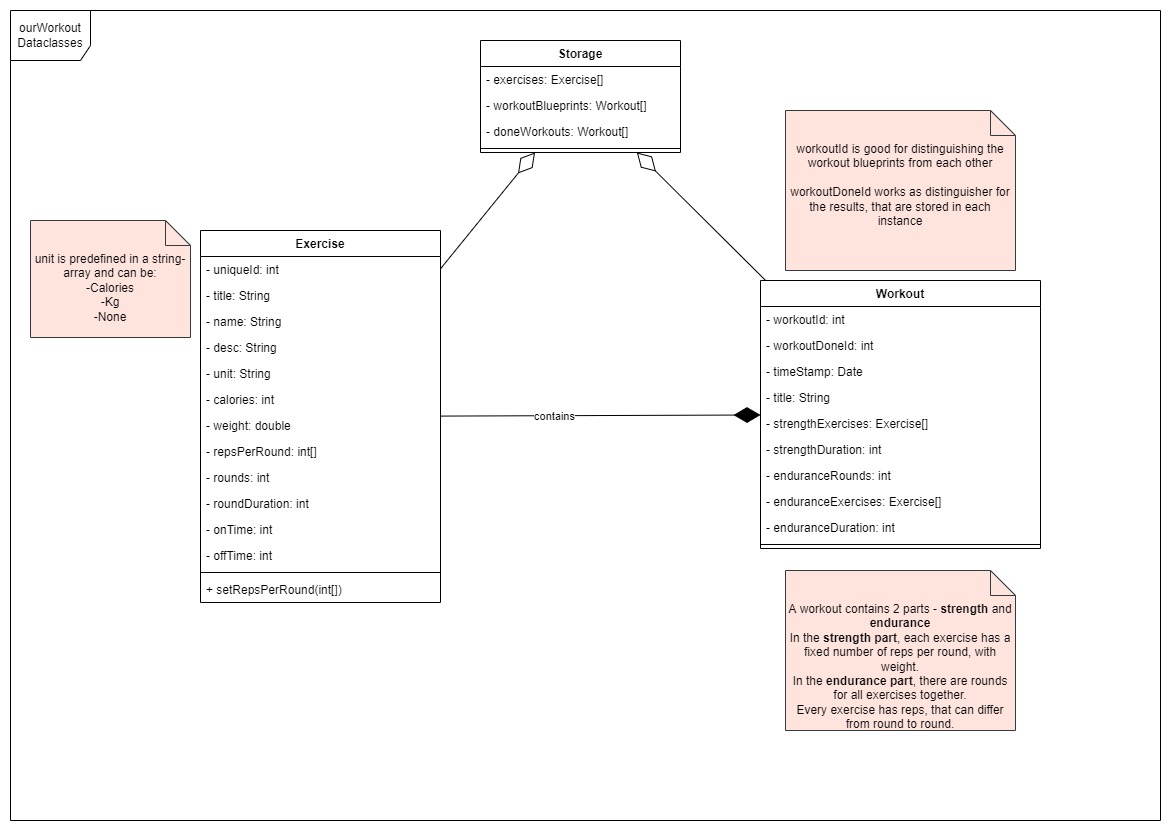 ourWorkout
Dataclasses
Storage
- exercises: Exercise[]
- workoutBlueprints: Workout[]
- doneWorkouts: Workout[]
workoutId is good for distinguishing the
workout blueprints from each other
workoutDoneId works as distinguisher for
the results, that are stored in each
instance
unit is predefined in a string-
array and can be:
-Calories
-Kg
-None
Exercise
- uniqueId: int
- title: String
- name: String
- desc: String
- unit: String
- calories: int
- weight: double
- repsPerRound: int[]
- rounds: int
- roundDuration: int
- onTime: int
- offTime: int
+ setRepsPerRound(int[])
contains
Workout
- workoutId: int
- workoutDoneId: int
- timeStamp: Date
- title: String
- strengthExercises: Exercise[]
- strengthDuration: int
- enduranceRounds: int
- enduranceExercises: Exercise[]
- enduranceDuration: int
A workout contains 2 parts - strength and
endurance
In the strength part, each exercise has a
fixed number of reps per round, with
weight.
In the endurance part, there are rounds
for all exercises together.
Every exercise has reps, that can differ
from round to round.